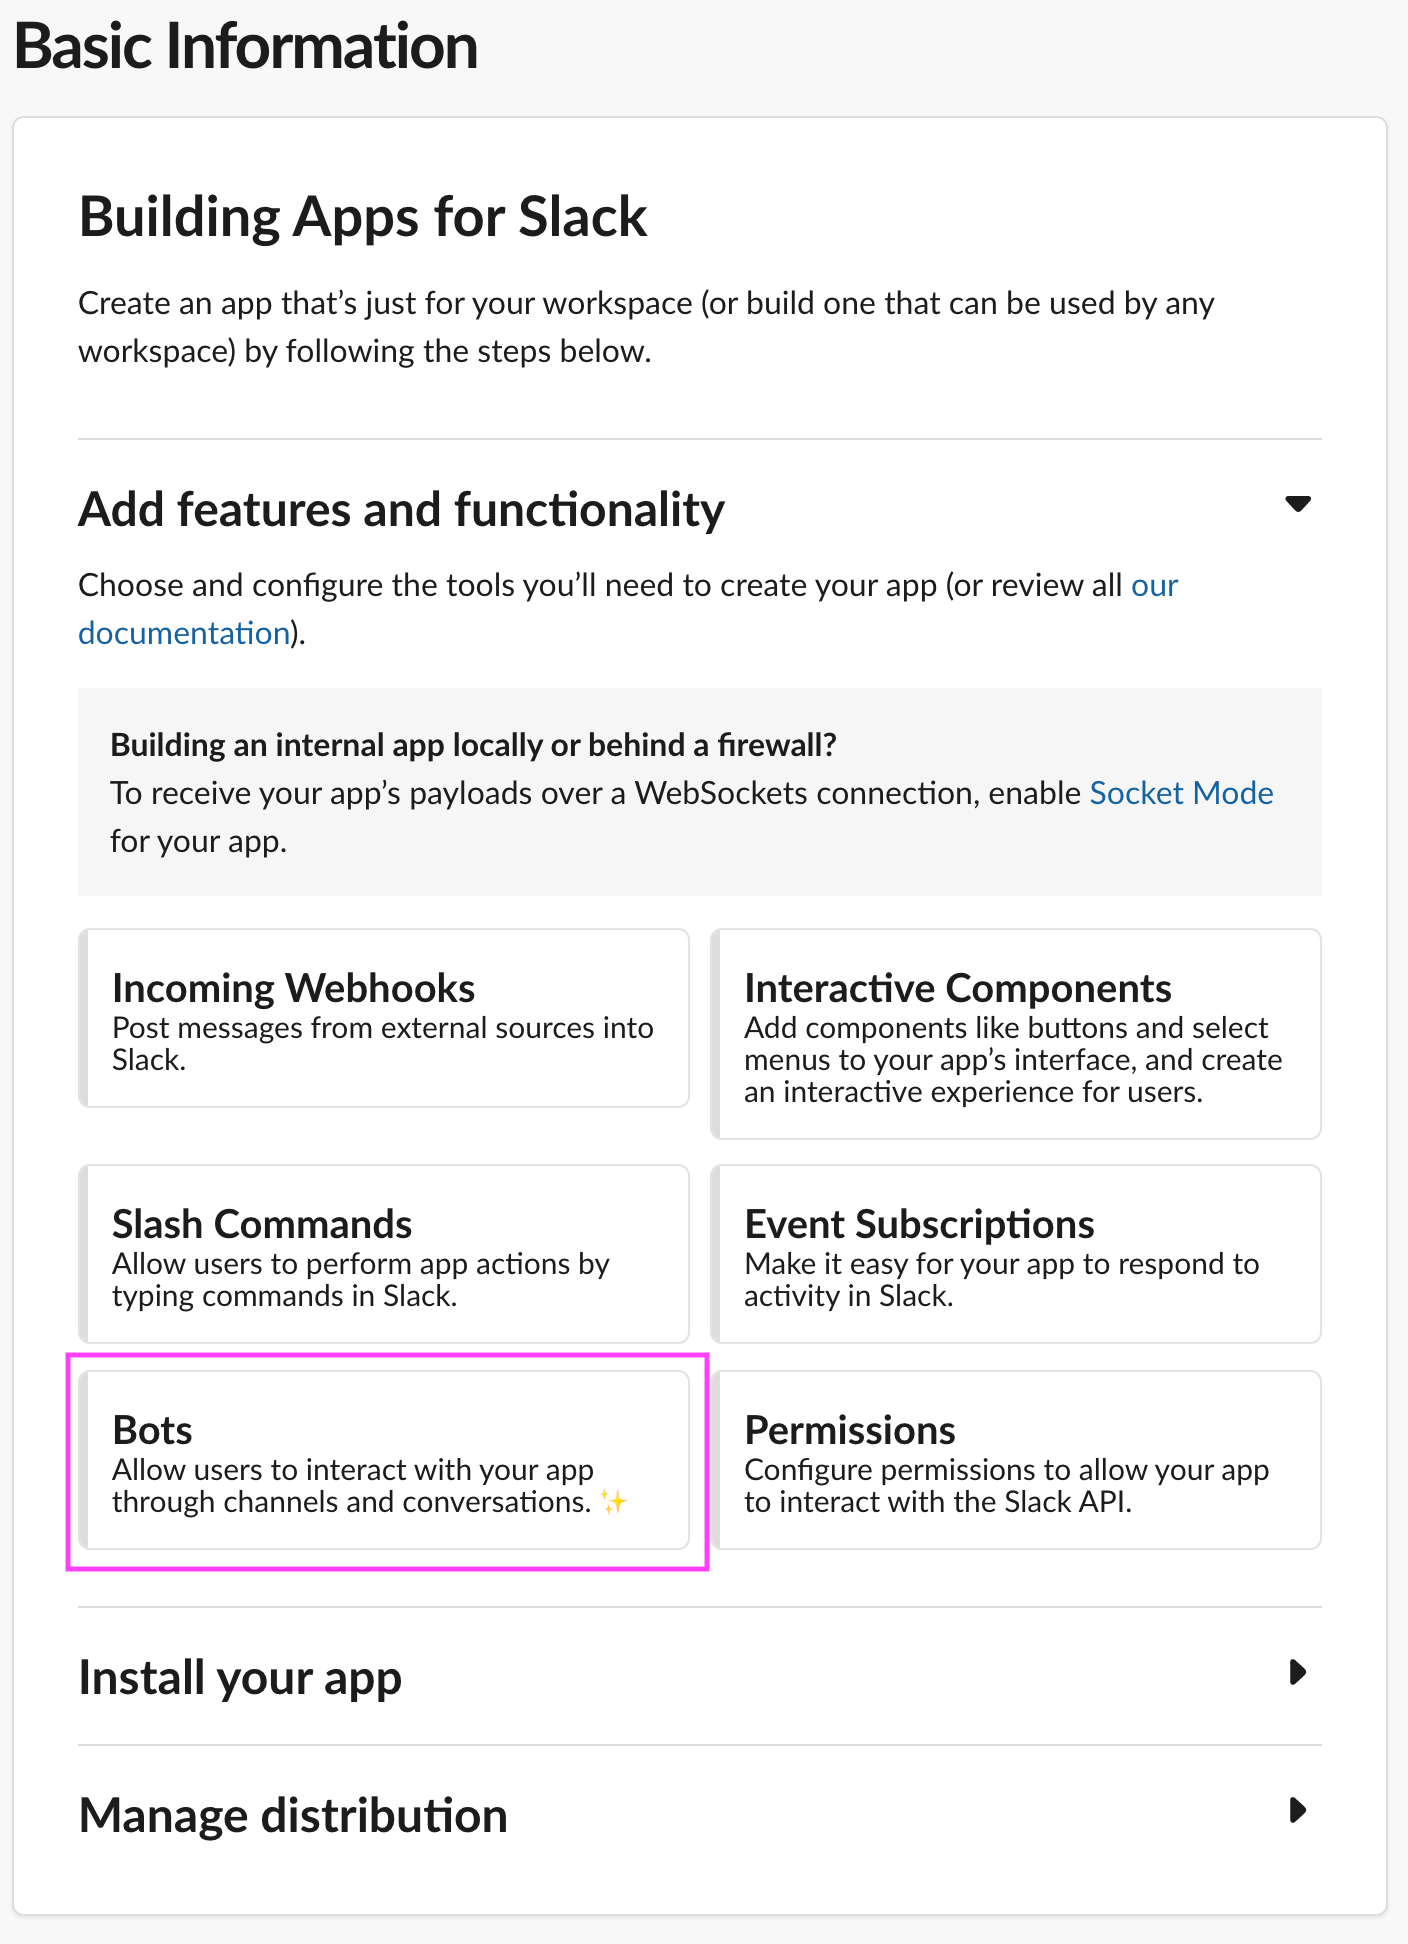 Basic Information
Building Apps for Slack
Create an app that’s just for your workspace (or build one that can be used by any
workspace) by following the steps below.
Add features and functionality
Choose and configure the tools you’ll need to create your app (or review all our
documentation).
Building an internal app locally or behind a firewall?
To receive your app’s payloads over a WebSockets connection, enable Socket Mode
for your app.
Incoming Webhooks
Post messages from external sources into
Slack.
Interactive Components
Add components like buttons and select
menus to your app’s interface, and create
an interactive experience for users.
Slash Commands
Allow users to perform app actions by
typing commands in Slack.
Event Subscriptions
Make it easy for your app to respond to
activity in Slack.
Bots
Allow users to interact with your app
through channels and conversations. ✨
Permissions
Configure permissions to allow your app
to interact with the Slack API.
Install your app
Manage distribution